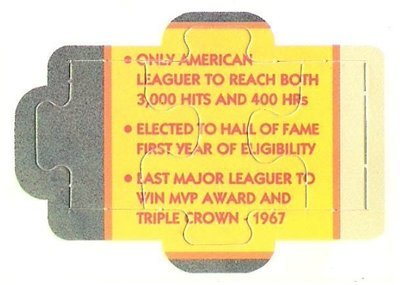 • ONLY AMERICAN
LEAGUER TO REACH BOTH
3,000 HITS AND 400 HRs
• ELECTED TO HALL OF FAME
FIRST YEAR OF ELIGIBILITY
• LAST MAJOR LEAGUER TO
WIN MVP AWARD AND
TRIPLE CROWN - 1967